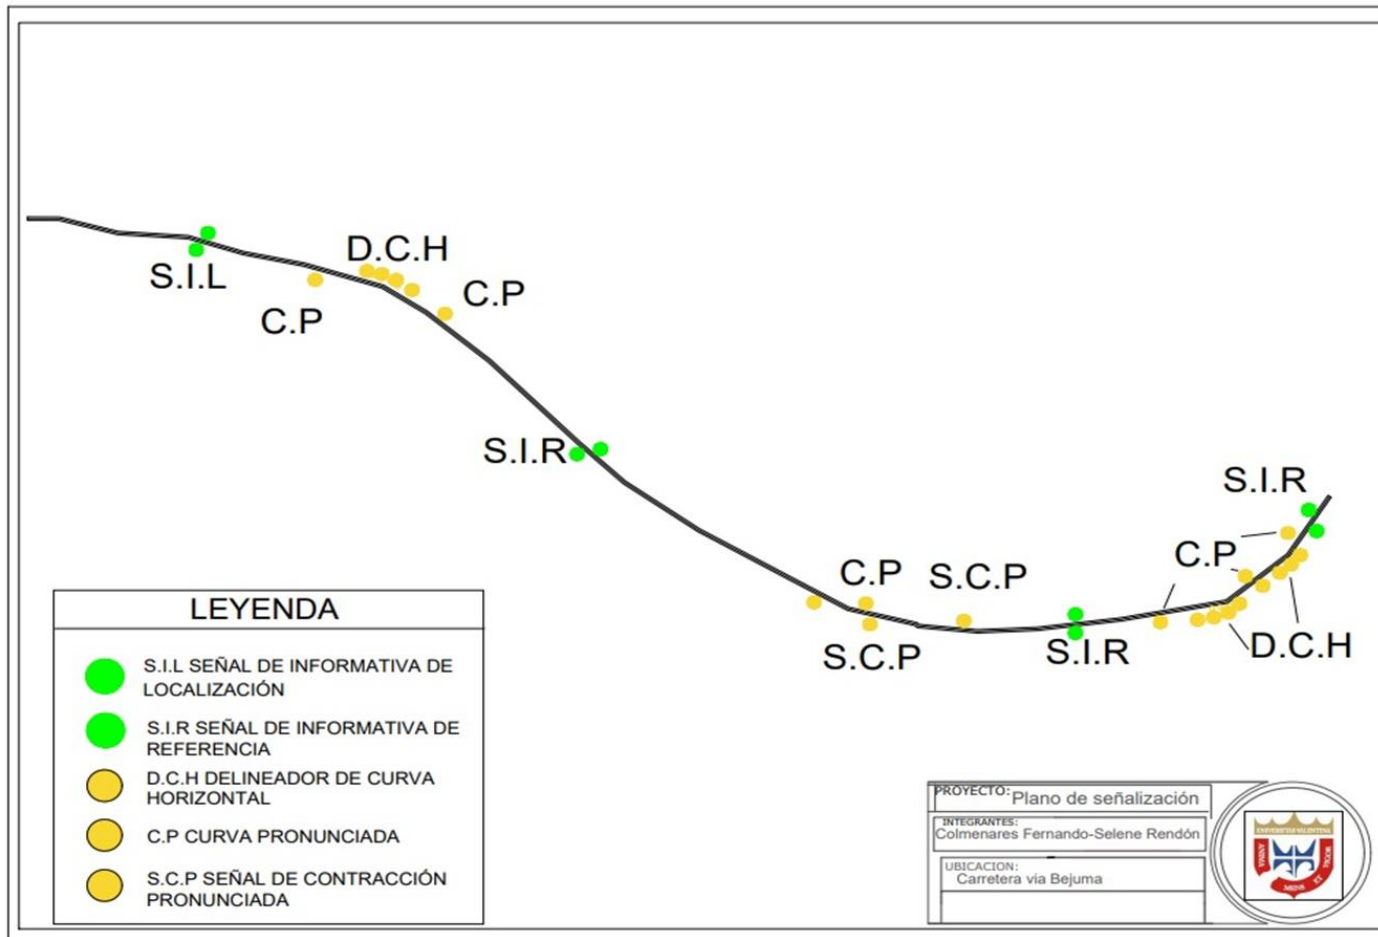 D.C.H
S.I.L
C.P
C.P
S.I.R
S.I.R
C.P
C.P
S.C.P
S.C.P
S.I.R
D.C.H
LEYENDA
S.I.L SEÑAL DE INFORMATIVA DE
LOCALIZACIÓN
S.I.R SEÑAL DE INFORMATIVA DE
REFERENCIA
D.C.H DELINEADOR DE CURVA
HORIZONTAL
C.P CURVA PRONUNCIADA
S.C.P SEÑAL DE CONTRACCIÓN
PRONUNCIADA
PROYECTO: Plano de señalización
INTEGRANTES:
Colmenares Fernando-Selene Rendón
UBICACION:
Carretera via Bejuma